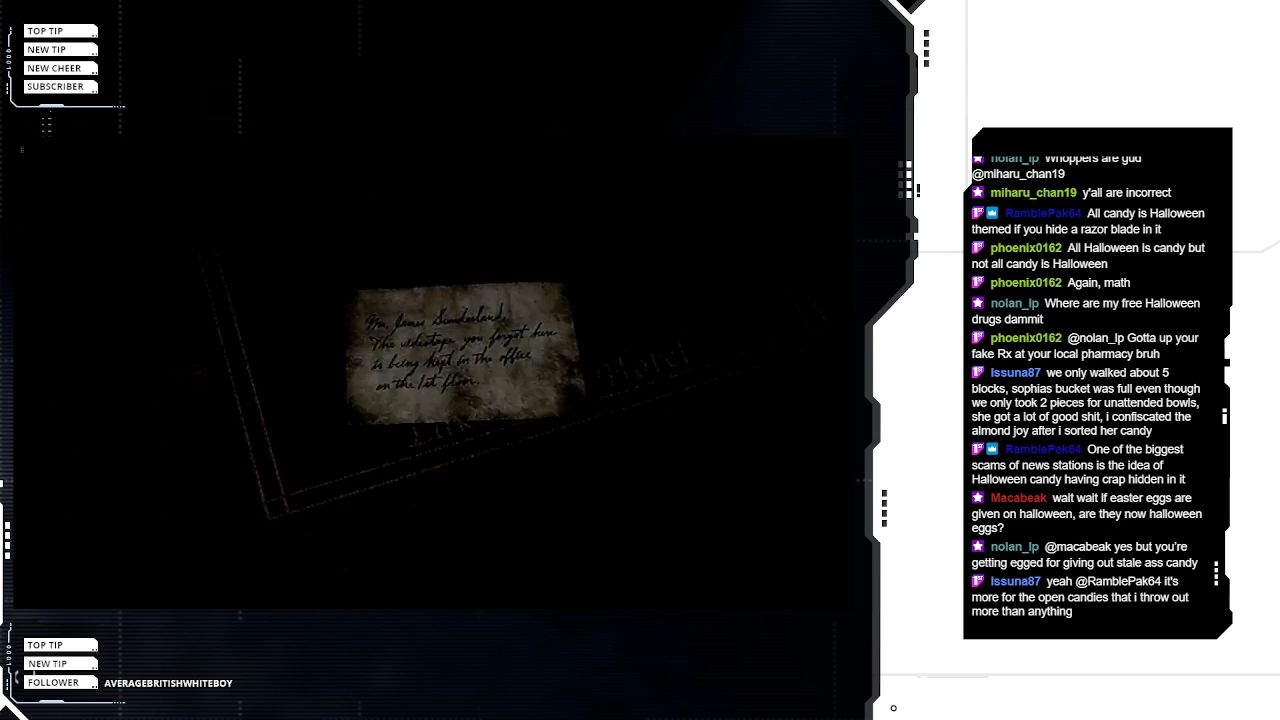 TOP TIP
NEW TIP
NEW CHEER
SUBSCRIBER
Mr. James Sunderland,
The videotape you forgot here
is being kept in the office
on the 1st floor.
Hotel
TOP TIP
NEW TIP
FOLLOWER AVERAGEBRITISHWHITEBOY
nolan_lp Whoppers are gud
@miharu_chan19
miharu_chan19 y'all are incorrect
RamblePak64 All candy is Halloween
themed if you hide a razor blade in it
phoenix0162 All Halloween is candy but
not all candy is Halloween
phoenix0162 Again, math
nolan_lp Where are my free Halloween
drugs dammit
phoenix0162 @nolan_lp Gotta up your
fake Rx at your local pharmacy bruh
Issuna87 we only walked about 5
blocks, sophias bucket was full even though
we only took 2 pieces for unattended bowls,
she got a lot of good shit, i confiscated the
almond joy after i sorted her candy
RamblePak64 One of the biggest
scams of news stations is the idea of
Halloween candy having crap hidden in it
Macabeak wait wait if easter eggs are
given on halloween, are they now halloween
eggs?
nolan_lp @macabeak yes but you're
getting egged for giving out stale ass candy
Issuna87 yeah @RamblePak64 it's
more for the open candies that i throw out
more than anything